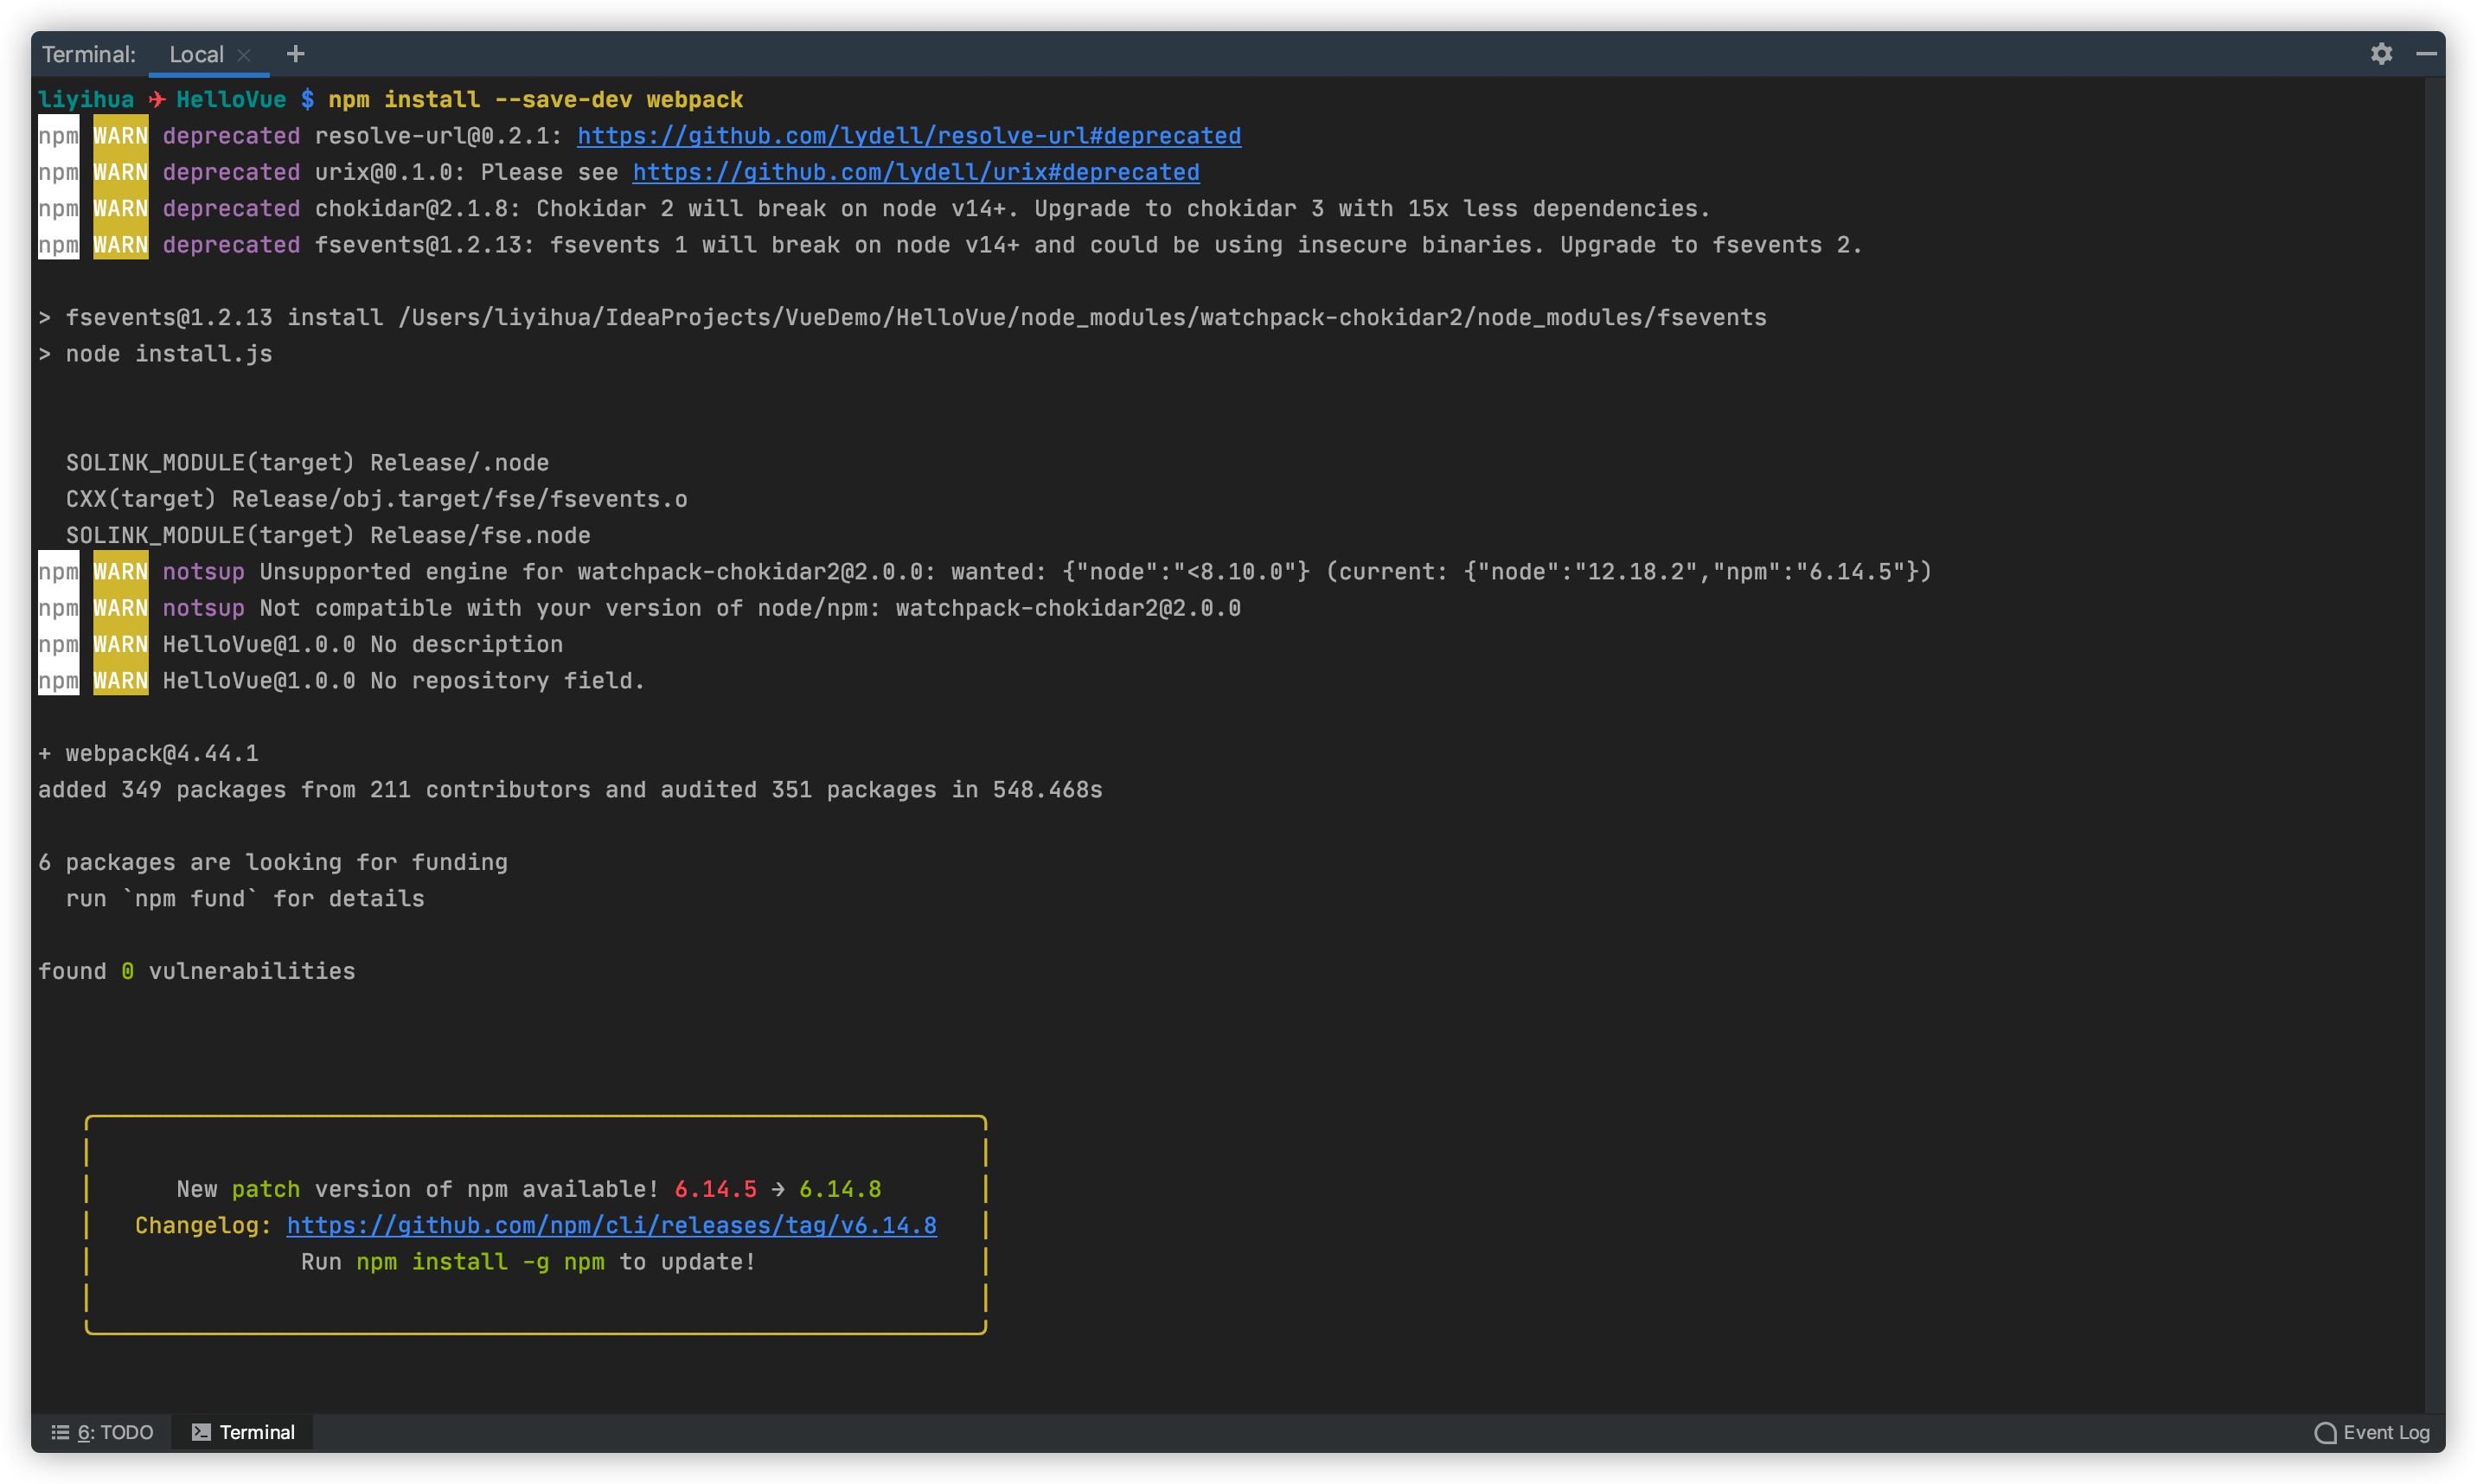 Terminal: Local × +
liyihua ✈ HelloVue $ npm install --save-dev webpack
npm WARN deprecated resolve-url@0.2.1: https://github.com/lydell/resolve-url#deprecated
npm WARN deprecated urix@0.1.0: Please see https://github.com/lydell/urix#deprecated
npm WARN deprecated chokidar@2.1.8: Chokidar 2 will break on node v14+. Upgrade to chokidar 3 with 15x less dependencies.
npm WARN deprecated fsevents@1.2.13: fsevents 1 will break on node v14+ and could be using insecure binaries. Upgrade to fsevents 2.
> fsevents@1.2.13 install /Users/liyihua/IdeaProjects/VueDemo/HelloVue/node_modules/watchpack-chokidar2/node_modules/fsevents
> node install.js
SOLINK_MODULE(target) Release/.node
CXX(target) Release/obj.target/fse/fsevents.o
SOLINK_MODULE(target) Release/fse.node
npm WARN notsup Unsupported engine for watchpack-chokidar2@2.0.0: wanted: {"node":"<8.10.0"} (current: {"node":"12.18.2","npm":"6.14.5"})
npm WARN notsup Not compatible with your version of node/npm: watchpack-chokidar2@2.0.0
npm WARN HelloVue@1.0.0 No description
npm WARN HelloVue@1.0.0 No repository field.
+ webpack@4.44.1
added 349 packages from 211 contributors and audited 351 packages in 548.468s
6 packages are looking for funding
run `npm fund` for details
found 0 vulnerabilities
New patch version of npm available! 6.14.5 → 6.14.8
Changelog: https://github.com/npm/cli/releases/tag/v6.14.8
Run npm install -g npm to update!
6: TODO Terminal Event Log